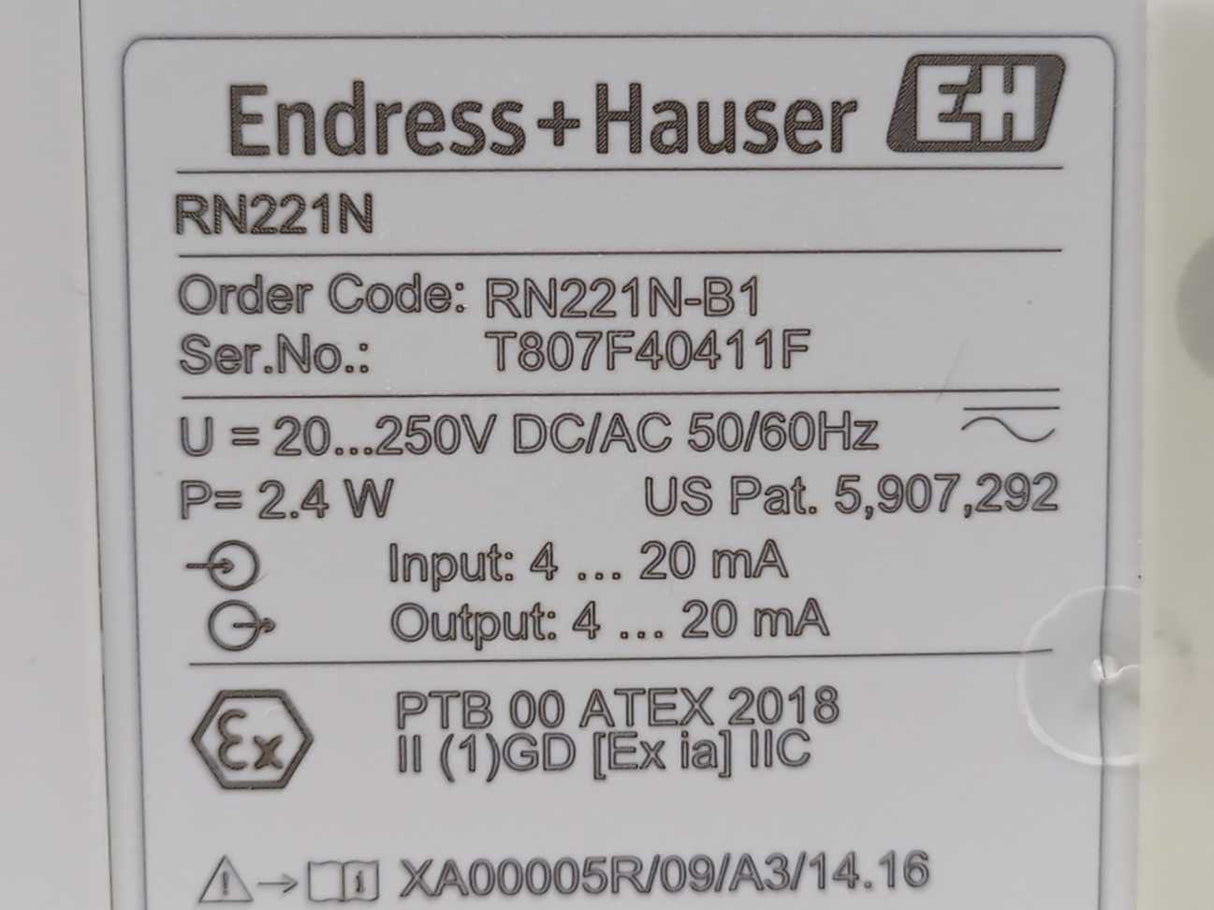 Endress+Hauser EH
RN221N
Order Code: RN221N-B1
Ser.No.: T807F40411F
U = 20...250V DC/AC 50/60Hz
P= 2.4 W US Pat. 5,907,292
Input: 4 ... 20 mA
Output: 4 ... 20 mA
Ex PTB 00 ATEX 2018
II (1)GD [Ex ia] IIC
XA00005R/09/A3/14.16